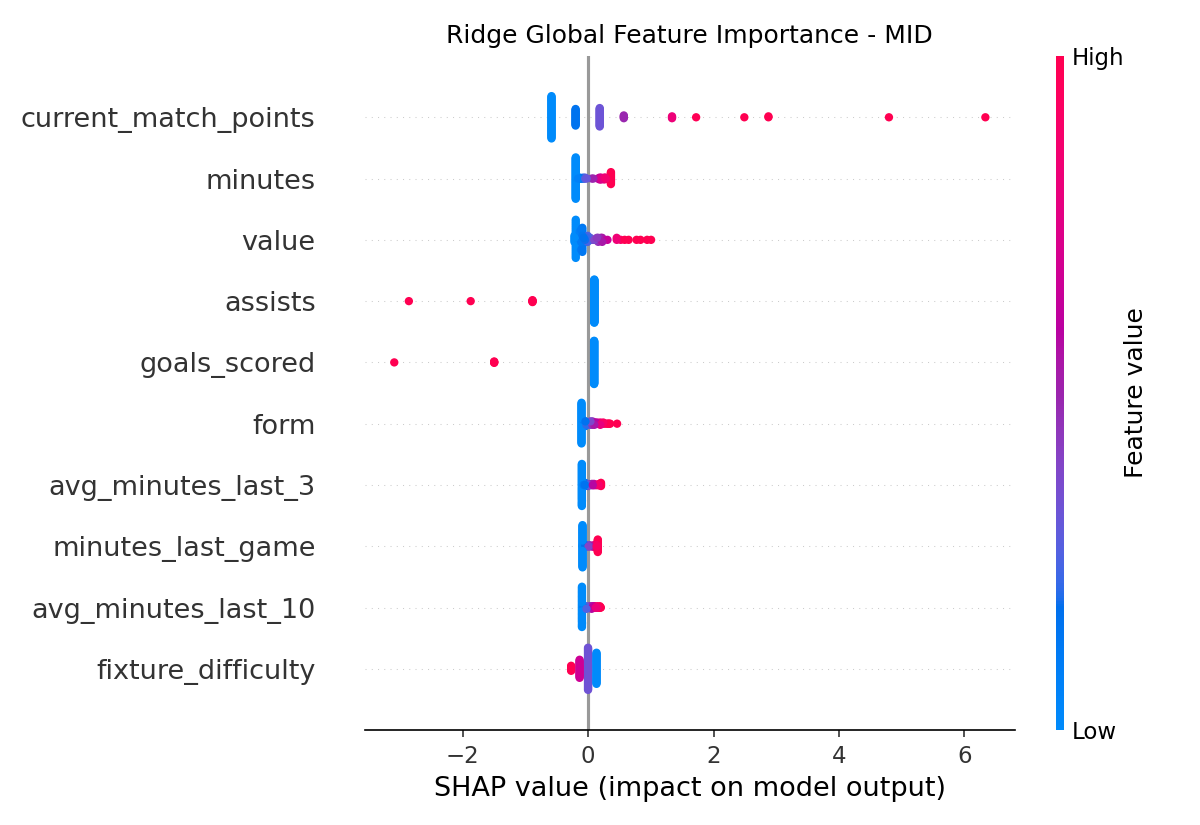 Ridge Global Feature Importance - MID
High
current_match_points
minutes
value
assists
goals_scored
form
avg_minutes_last_3
minutes_last_game
avg_minutes_last_10
fixture_difficulty
Feature value
Low
−2 0 2 4 6
SHAP value (impact on model output)